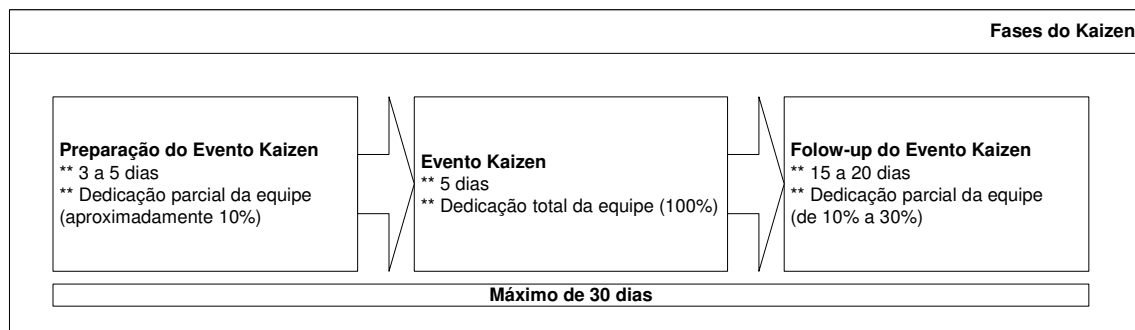 Fases do Kaizen
Preparação do Evento Kaizen
** 3 a 5 dias
** Dedicação parcial da equipe
(aproximadamente 10%)
Evento Kaizen
** 5 dias
** Dedicação total da equipe (100%)
Folow-up do Evento Kaizen
** 15 a 20 dias
** Dedicação parcial da equipe
(de 10% a 30%)
Máximo de 30 dias